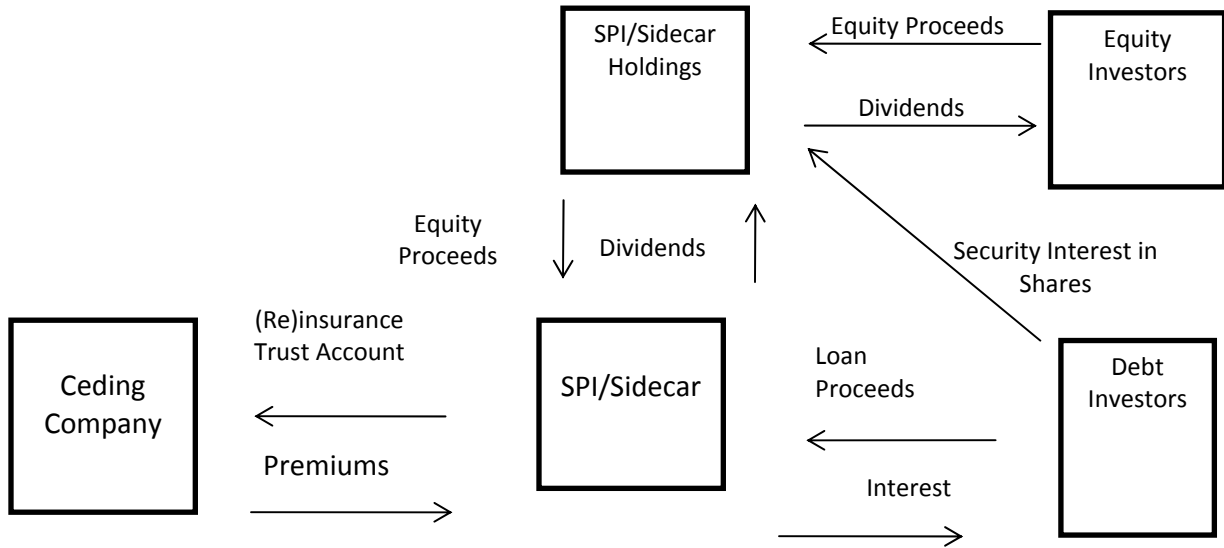 SPI/Sidecar
Holdings
Equity Proceeds
Equity
Investors
Dividends
Equity
Proceeds
Dividends
Security Interest in
Shares
(Re)insurance
Trust Account
Ceding
Company
Premiums
SPI/Sidecar
Loan
Proceeds
Interest
Debt
Investors